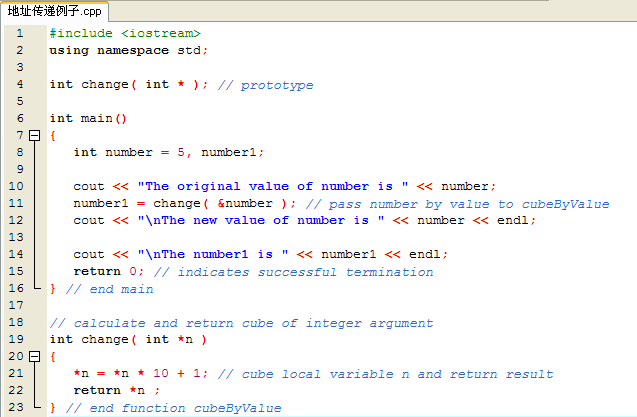 地址传递例子.cpp
1 #include <iostream>
2 using namespace std;
3
4 int change( int * ); // prototype
5
6 int main()
7 {
8 int number = 5, number1;
9
10 cout << "The original value of number is " << number;
11 number1 = change( &number ); // pass number by value to cubeByValue
12 cout << "\nThe new value of number is " << number << endl;
13
14 cout << "\nThe number1 is " << number1 << endl;
15 return 0; // indicates successful termination
16 } // end main
17
18 // calculate and return cube of integer argument
19 int change( int *n )
20 {
21 *n = *n * 10 + 1; // cube local variable n and return result
22 return *n ;
23 } // end function cubeByValue